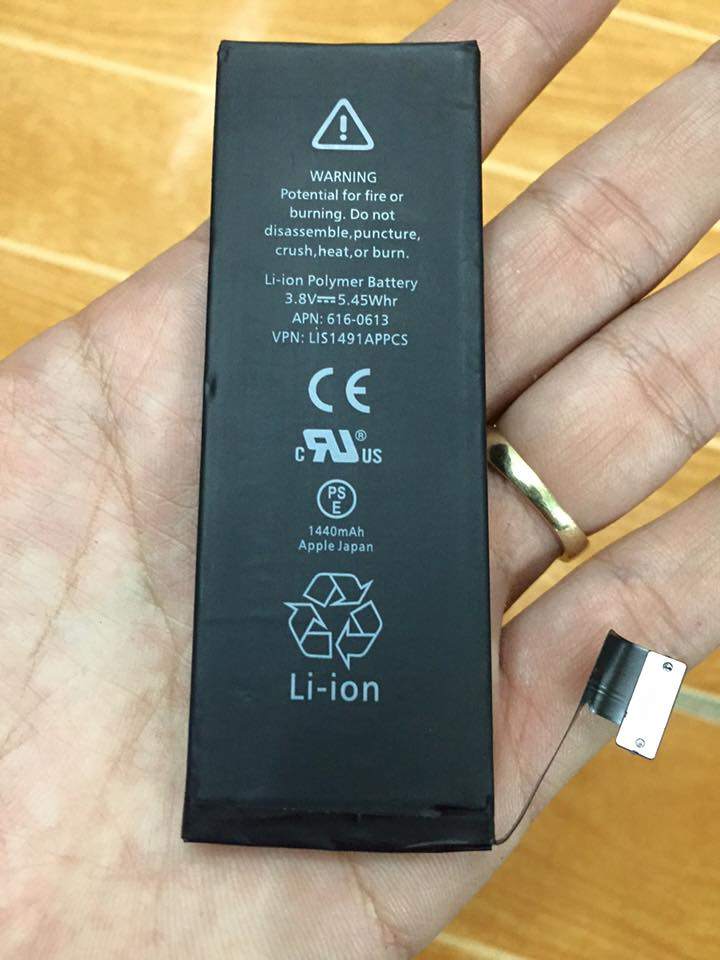 WARNING
Potential for fire or
burning. Do not
disassemble,puncture,
crush,heat,or burn.
Li-ion Polymer Battery
3.8V⎓5.45Whr
APN: 616-0613
VPN: LIS1491APPCS
CE
c RU ® US
PS
E
1440mAh
Apple Japan
Li-ion